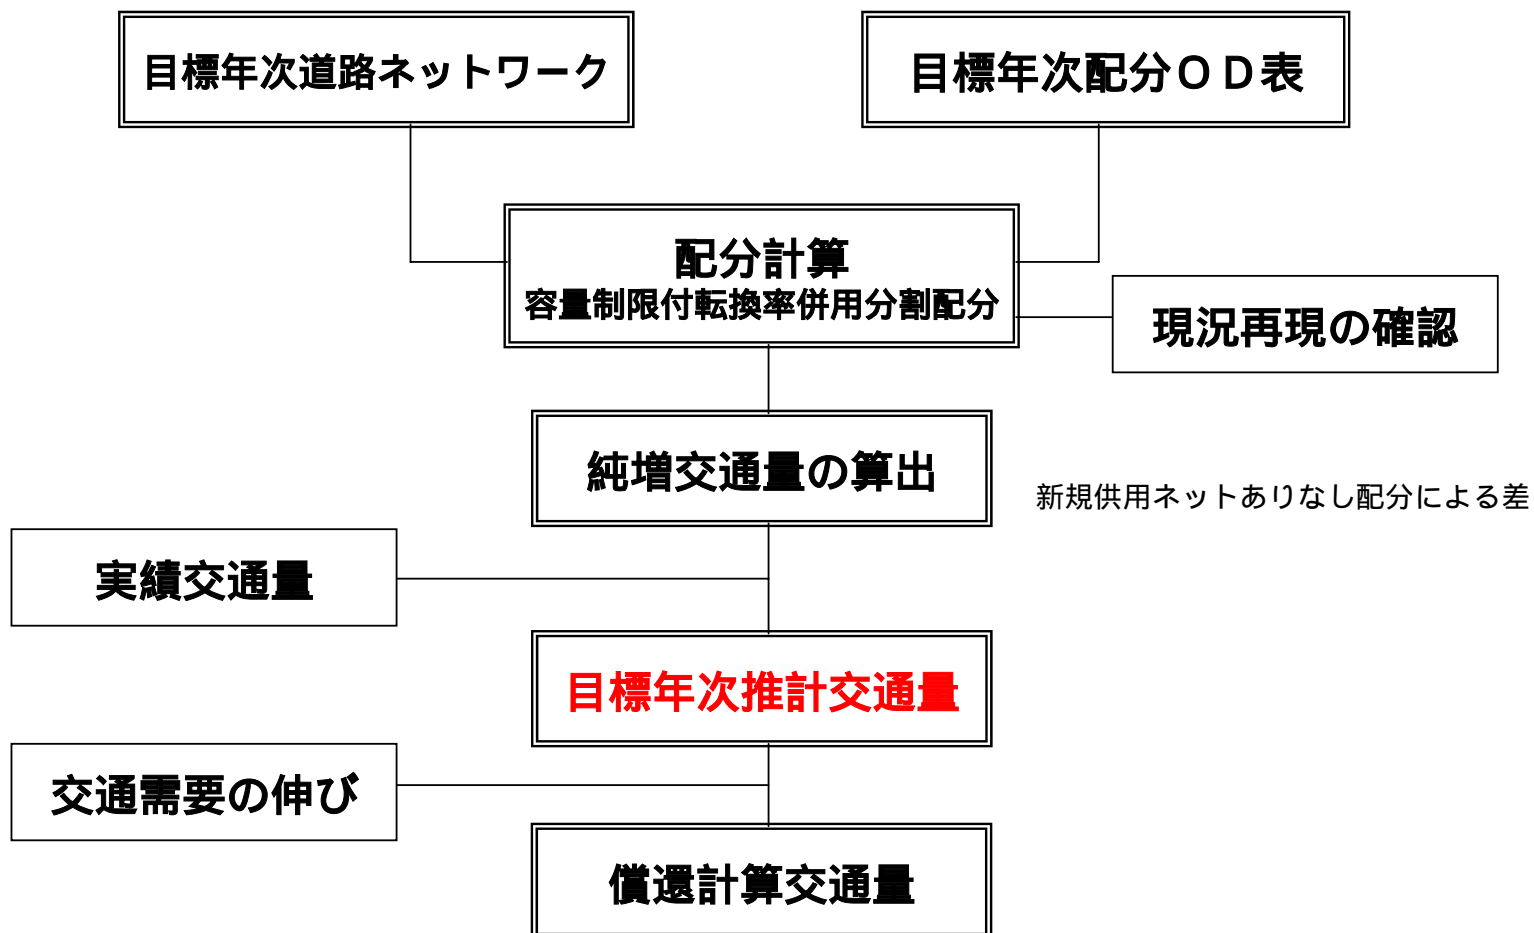 目標年次道路ネットワーク
目標年次配分ＯＤ表
配分計算
容量制限付転換率併用分割配分
現況再現の確認
純増交通量の算出
新規供用ネットありなし配分による差
実績交通量
目標年次推計交通量
交通需要の伸び
償還計算交通量